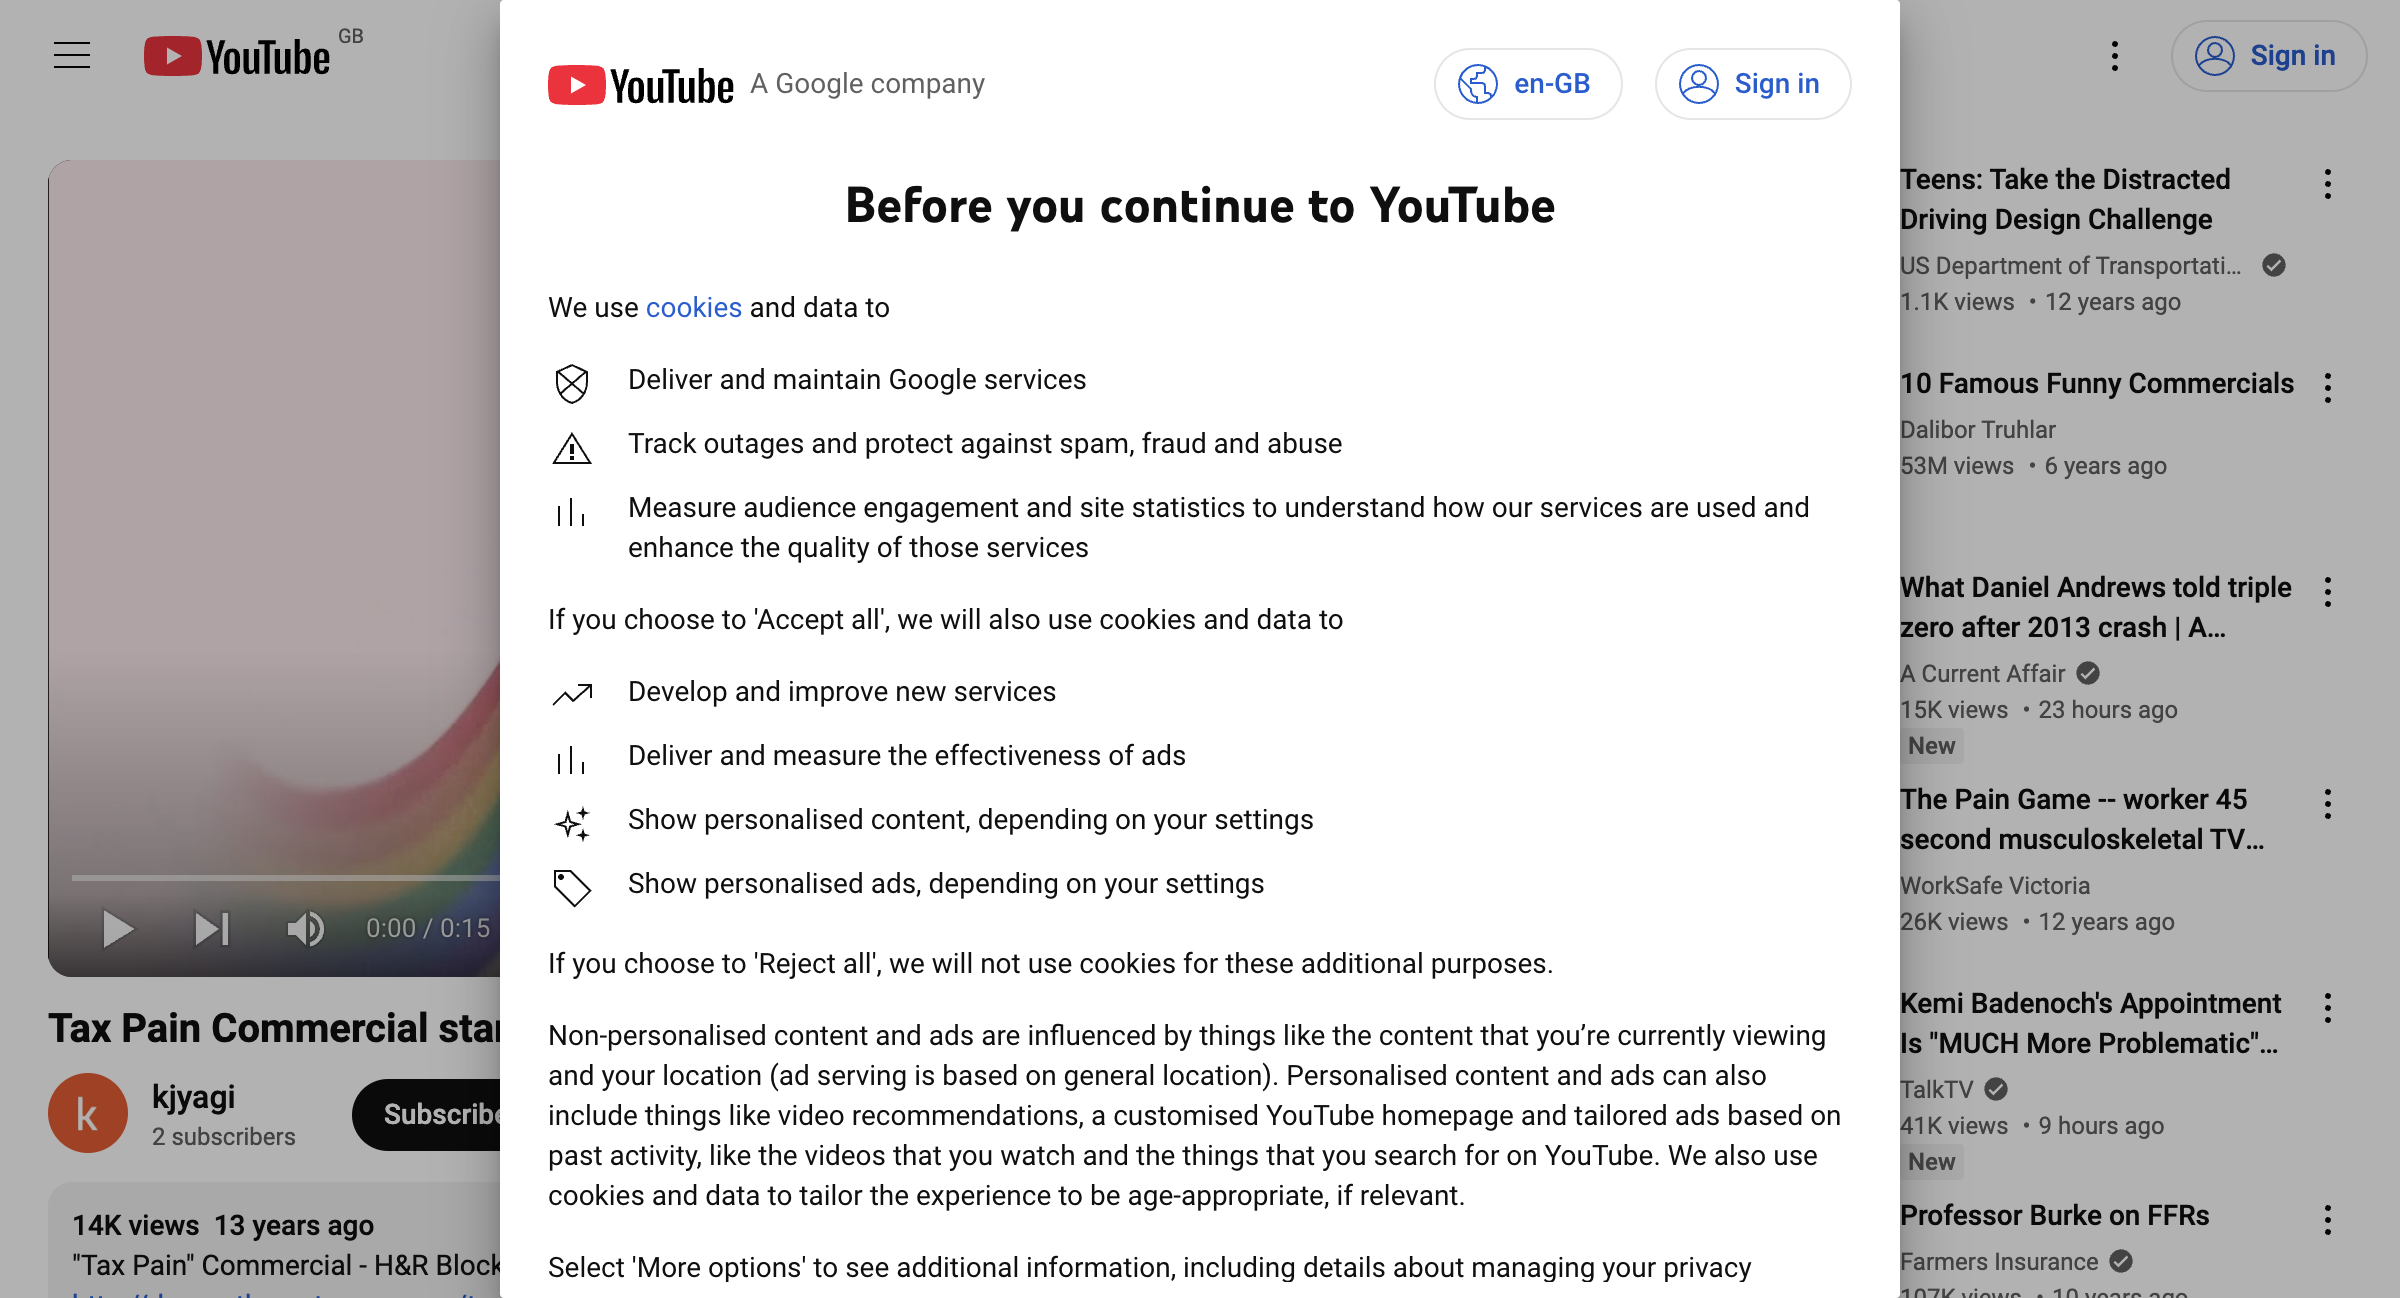 YouTube GB
Sign in
YouTube A Google company
en-GB
Sign in
Before you continue to YouTube
We use cookies and data to
Deliver and maintain Google services
Track outages and protect against spam, fraud and abuse
Measure audience engagement and site statistics to understand how our services are used and
enhance the quality of those services
If you choose to 'Accept all', we will also use cookies and data to
Develop and improve new services
Deliver and measure the effectiveness of ads
Show personalised content, depending on your settings
Show personalised ads, depending on your settings
If you choose to 'Reject all', we will not use cookies for these additional purposes.
Non-personalised content and ads are influenced by things like the content that you’re currently viewing
and your location (ad serving is based on general location). Personalised content and ads can also
include things like video recommendations, a customised YouTube homepage and tailored ads based on
past activity, like the videos that you watch and the things that you search for on YouTube. We also use
cookies and data to tailor the experience to be age-appropriate, if relevant.
Select 'More options' to see additional information, including details about managing your privacy
0:00 / 0:15
Tax Pain Commercial
k
kjyagi
2 subscribers
Subscribe
14K views 13 years ago
"Tax Pain" Commercial - H&R Block
Teens: Take the Distracted
Driving Design Challenge
US Department of Transportati...
1.1K views • 12 years ago
10 Famous Funny Commercials
Dalibor Truhlar
53M views • 6 years ago
What Daniel Andrews told triple
zero after 2013 crash | A...
A Current Affair
15K views • 23 hours ago
New
The Pain Game -- worker 45
second musculoskeletal TV...
WorkSafe Victoria
26K views • 12 years ago
Kemi Badenoch's Appointment
Is "MUCH More Problematic"...
TalkTV
41K views • 9 hours ago
New
Professor Burke on FFRs
Farmers Insurance
107K views • 10 years ago